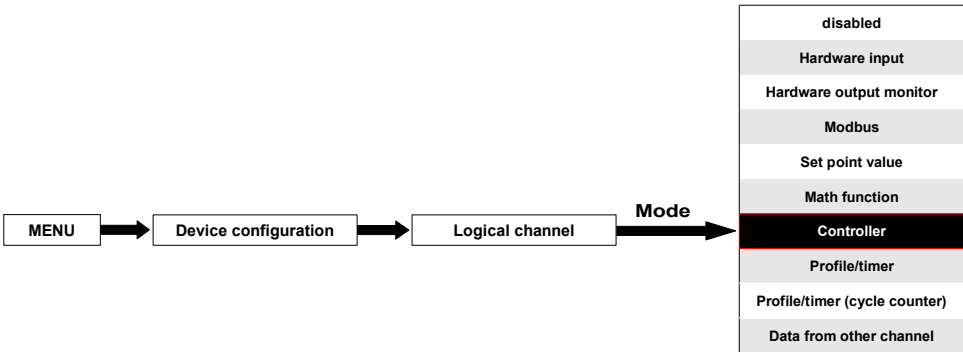 disabled
Hardware input
Hardware output monitor
Modbus
Set point value
Math function
MENU
Device configuration
Logical channel
Mode
Controller
Profile/timer
Profile/timer (cycle counter)
Data from other channel